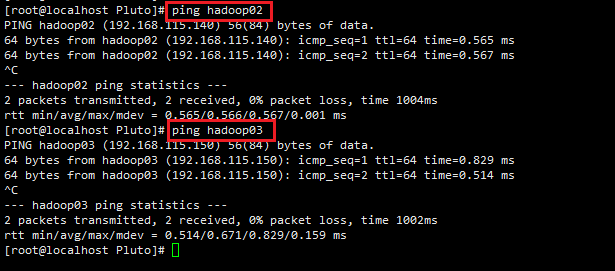 [root@localhost Pluto]# ping hadoop02
PING hadoop02 (192.168.115.140) 56(84) bytes of data.
64 bytes from hadoop02 (192.168.115.140): icmp_seq=1 ttl=64 time=0.565 ms
64 bytes from hadoop02 (192.168.115.140): icmp_seq=2 ttl=64 time=0.567 ms
^C
--- hadoop02 ping statistics ---
2 packets transmitted, 2 received, 0% packet loss, time 1004ms
rtt min/avg/max/mdev = 0.565/0.566/0.567/0.001 ms
[root@localhost Pluto]# ping hadoop03
PING hadoop03 (192.168.115.150) 56(84) bytes of data.
64 bytes from hadoop03 (192.168.115.150): icmp_seq=1 ttl=64 time=0.829 ms
64 bytes from hadoop03 (192.168.115.150): icmp_seq=2 ttl=64 time=0.514 ms
^C
--- hadoop03 ping statistics ---
2 packets transmitted, 2 received, 0% packet loss, time 1002ms
rtt min/avg/max/mdev = 0.514/0.671/0.829/0.159 ms
[root@localhost Pluto]#